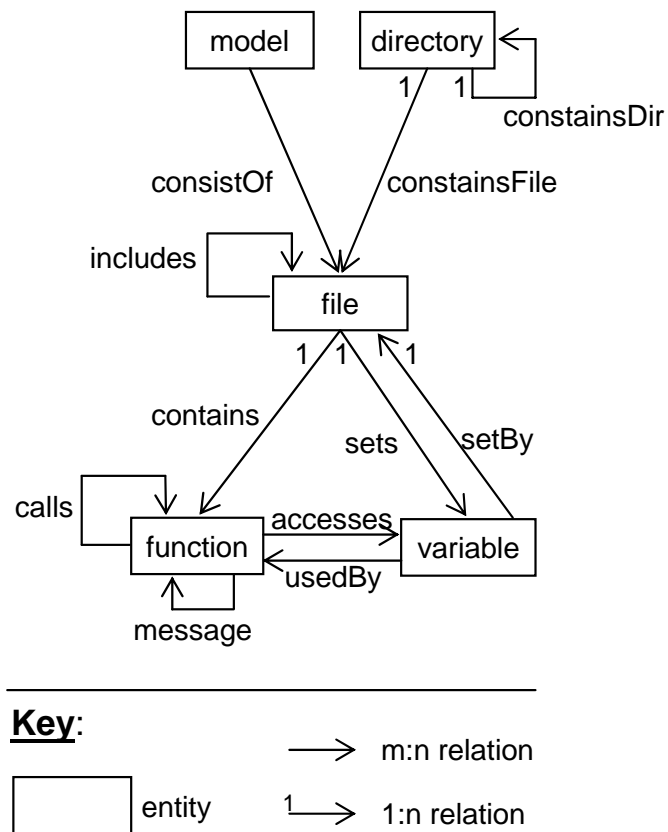 model
directory
1
1
constainsDir
consistOf
constainsFile
includes
file
1
1
1
contains
sets
setBy
calls
accesses
function
variable
usedBy
message
Key:
m:n relation
entity
1
1:n relation